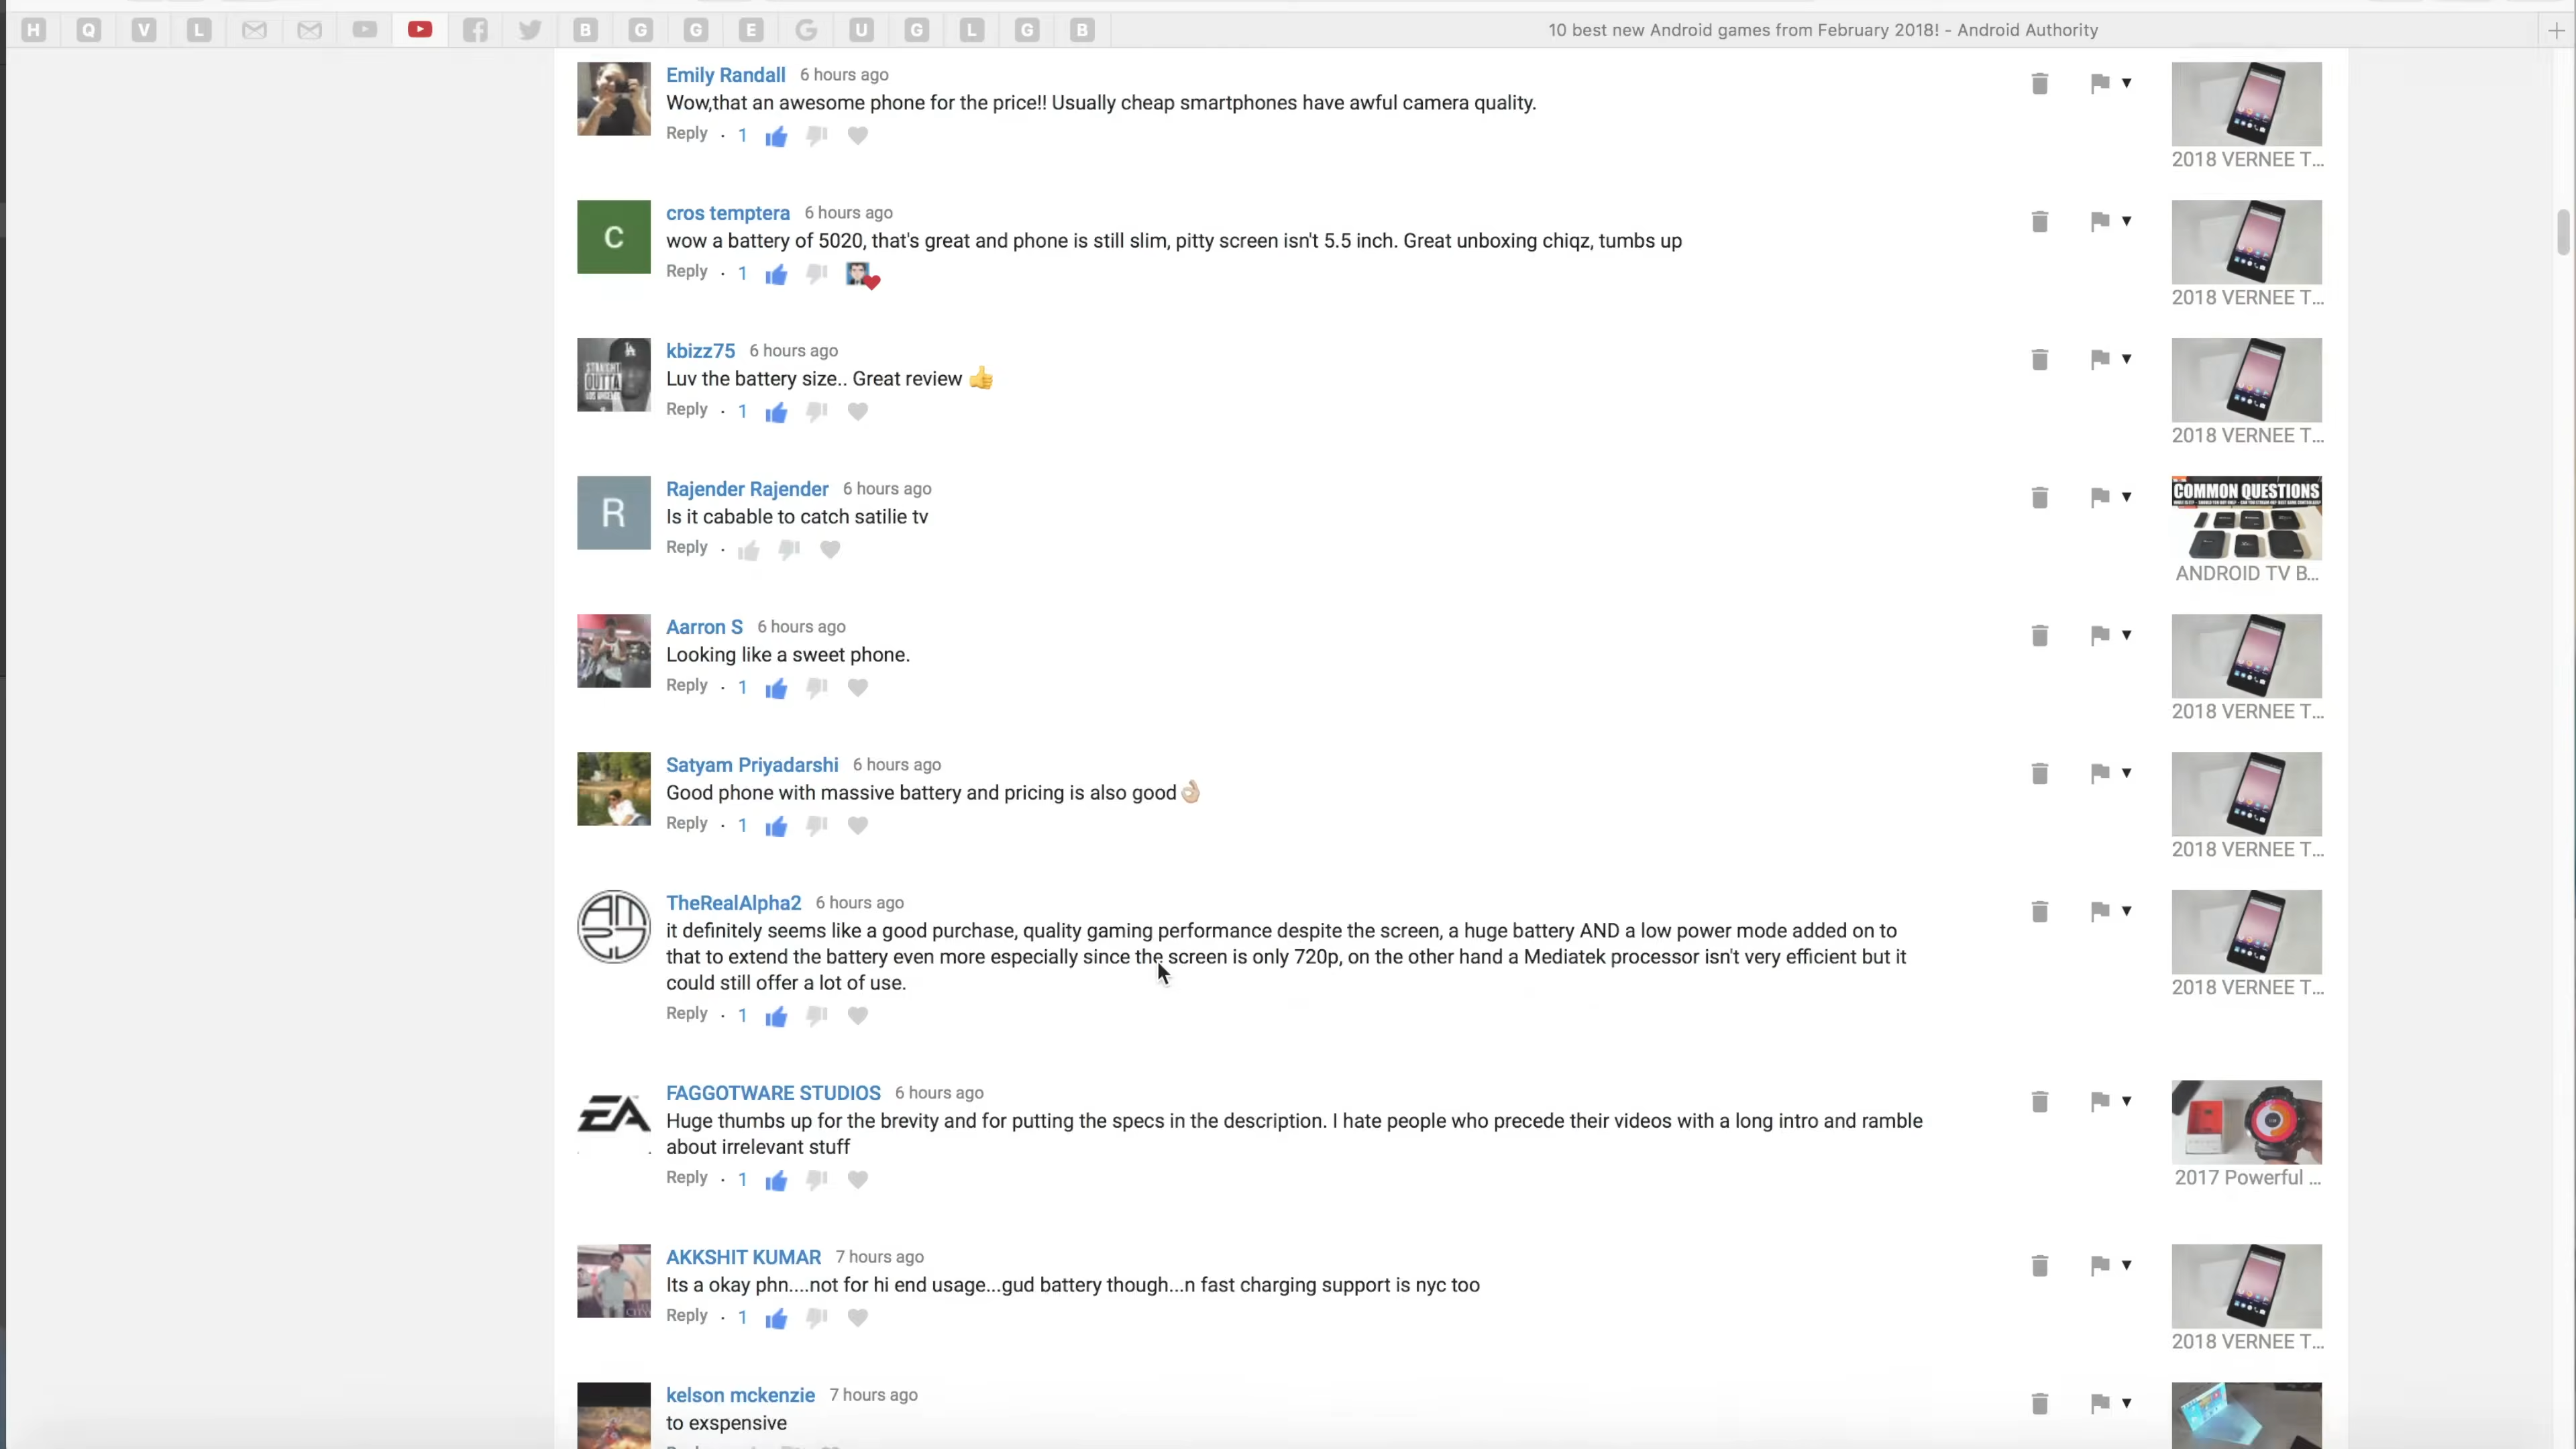 H Q V L B G G E G U G L G B
10 best new Android games from February 2018! - Android Authority
Emily Randall 6 hours ago
Wow,that an awesome phone for the price!! Usually cheap smartphones have awful camera quality.
Reply · 1
2018 VERNEE T...
C
cros temptera 6 hours ago
wow a battery of 5020, that's great and phone is still slim, pitty screen isn't 5.5 inch. Great unboxing chiqz, tumbs up
Reply · 1
2018 VERNEE T...
STRAIGHT
OUTTA
LOS ANGELES
kbizz75 6 hours ago
Luv the battery size.. Great review 👍
Reply · 1
2018 VERNEE T...
R
Rajender Rajender 6 hours ago
Is it cabable to catch satilie tv
Reply ·
COMMON QUESTIONS
ANDROID TV B...
Aarron S 6 hours ago
Looking like a sweet phone.
Reply · 1
2018 VERNEE T...
Satyam Priyadarshi 6 hours ago
Good phone with massive battery and pricing is also good👌🏼
Reply · 1
2018 VERNEE T...
TheRealAlpha2 6 hours ago
it definitely seems like a good purchase, quality gaming performance despite the screen, a huge battery AND a low power mode added on to
that to extend the battery even more especially since the screen is only 720p, on the other hand a Mediatek processor isn't very efficient but it
could still offer a lot of use.
Reply · 1
2018 VERNEE T...
EA
FAGGOTWARE STUDIOS 6 hours ago
Huge thumbs up for the brevity and for putting the specs in the description. I hate people who precede their videos with a long intro and ramble
about irrelevant stuff
Reply · 1
2017 Powerful ...
AKKSHIT KUMAR 7 hours ago
Its a okay phn....not for hi end usage...gud battery though...n fast charging support is nyc too
Reply · 1
2018 VERNEE T...
kelson mckenzie 7 hours ago
to exspensive